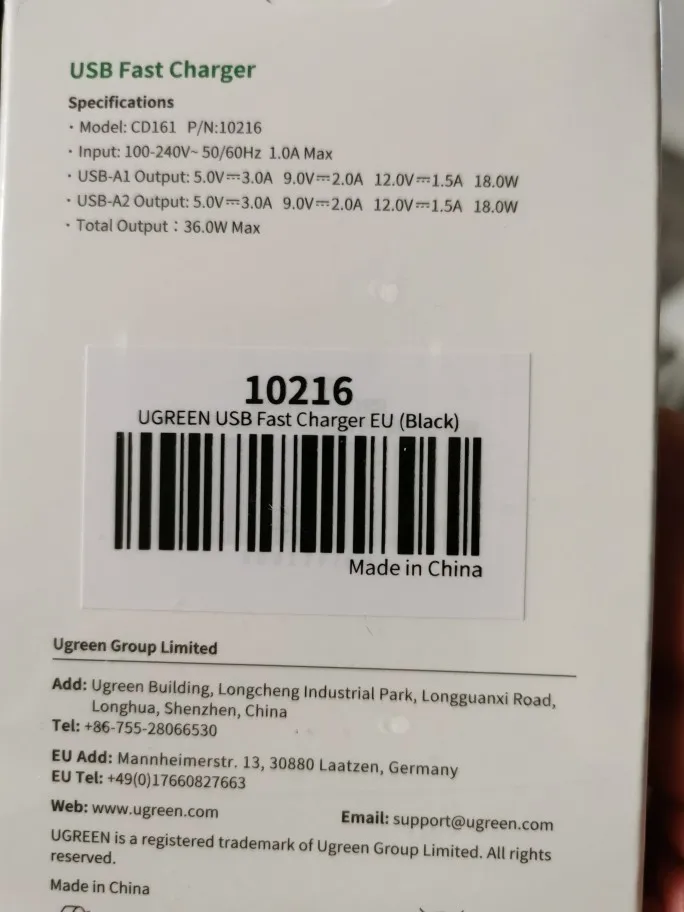 USB Fast Charger
Specifications
· Model: CD161 P/N:10216
· Input: 100-240V~ 50/60Hz 1.0A Max
· USB-A1 Output: 5.0V⎓3.0A 9.0V⎓2.0A 12.0V⎓1.5A 18.0W
· USB-A2 Output: 5.0V⎓3.0A 9.0V⎓2.0A 12.0V⎓1.5A 18.0W
· Total Output：36.0W Max
10216
UGREEN USB Fast Charger EU (Black)
Made in China
Ugreen Group Limited
Add: Ugreen Building, Longcheng Industrial Park, Longguanxi Road,
Longhua, Shenzhen, China
Tel: +86-755-28066530
EU Add: Mannheimerstr. 13, 30880 Laatzen, Germany
EU Tel: +49(0)17660827663
Web: www.ugreen.com Email: support@ugreen.com
UGREEN is a registered trademark of Ugreen Group Limited. All rights
reserved.
Made in China